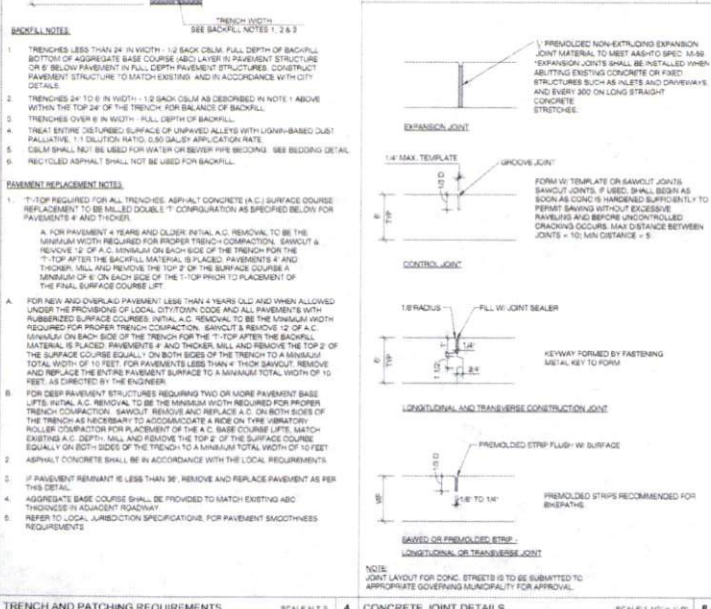 TRENCH WIDTH
SEE BACKFILL NOTES 1, 2 & 3
BACKFILL NOTES
1. TRENCHES LESS THAN 24" IN WIDTH - 1/2 SACK CSLM, FULL DEPTH OF BACKFILL
BOTTOM OF AGGREGATE BASE COURSE (ABC) LAYER IN PAVEMENT STRUCTURE
OR 6" BELOW PAVEMENT IN FULL DEPTH PAVEMENT STRUCTURES. CONSTRUCT
PAVEMENT STRUCTURE TO MATCH EXISTING AND IN ACCORDANCE WITH CITY
DETAILS.
2. TRENCHES 24" TO 6' IN WIDTH - 1/2 SACK CSLM AS DESCRIBED IN NOTE 1 ABOVE
WITHIN THE TOP 24" OF THE TRENCH, FOR BALANCE OF BACKFILL.
3. TRENCHES OVER 6' IN WIDTH - FULL DEPTH OF BACKFILL.
4. TREAT ENTIRE DISTURBED SURFACE OF UNPAVED ALLEYS WITH LIGNIN-BASED DUST
PALLIATIVE, 1:1 DILUTION RATIO, 0.50 GAL/SY APPLICATION RATE.
5. CSLM SHALL NOT BE USED FOR WATER OR SEWER PIPE BEDDING. SEE BEDDING DETAIL
6. RECYCLED ASPHALT SHALL NOT BE USED FOR BACKFILL.
PAVEMENT REPLACEMENT NOTES
1. "T"-TOP REQUIRED FOR ALL TRENCHES. ASPHALT CONCRETE (A.C.) SURFACE COURSE
REPLACEMENT TO BE MILLED DOUBLE "T" CONFIGURATION AS SPECIFIED BELOW FOR
PAVEMENTS 4" AND THICKER.
A. FOR PAVEMENT 4 YEARS AND OLDER: INITIAL A.C. REMOVAL TO BE THE
MINIMUM WIDTH REQUIRED FOR PROPER TRENCH COMPACTION. SAWCUT &
REMOVE 12" OF A.C. MINIMUM ON EACH SIDE OF THE TRENCH FOR THE
"T"-TOP AFTER THE BACKFILL MATERIAL IS PLACED. PAVEMENTS 4" AND
THICKER, MILL AND REMOVE THE TOP 2" OF THE SURFACE COURSE A
MINIMUM OF 6" ON EACH SIDE OF THE T-TOP PRIOR TO PLACEMENT OF
THE FINAL SURFACE COURSE LIFT.
A. FOR NEW AND OVERLAID PAVEMENT LESS THAN 4 YEARS OLD AND WHEN ALLOWED
UNDER THE PROVISIONS OF LOCAL CITY/TOWN CODE AND ALL PAVEMENTS WITH
RUBBERIZED SURFACE COURSES: INITIAL A.C. REMOVAL TO BE THE MINIMUM WIDTH
REQUIRED FOR PROPER TRENCH COMPACTION. SAWCUT & REMOVE 12" OF A.C.
MINIMUM ON EACH SIDE OF THE TRENCH FOR THE "T"-TOP AFTER THE BACKFILL
MATERIAL IS PLACED. PAVEMENTS 4" AND THICKER, MILL AND REMOVE THE TOP 2" OF
THE SURFACE COURSE EQUALLY ON BOTH SIDES OF THE TRENCH TO A MINIMUM
TOTAL WIDTH OF 10 FEET. FOR PAVEMENTS LESS THAN 4" THICK SAWCUT, REMOVE
AND REPLACE THE ENTIRE PAVEMENT SURFACE TO A MINIMUM TOTAL WIDTH OF 10
FEET, AS DIRECTED BY THE ENGINEER.
B. FOR DEEP PAVEMENT STRUCTURES REQUIRING TWO OR MORE PAVEMENT BASE
LIFTS: INITIAL A.C. REMOVAL TO BE THE MINIMUM WIDTH REQUIRED FOR PROPER
TRENCH COMPACTION. SAWCUT, REMOVE AND REPLACE A.C. ON BOTH SIDES OF
THE TRENCH AS NECESSARY TO ACCOMMODATE A RIDE ON TYPE VIBRATORY
ROLLER COMPACTOR FOR PLACEMENT OF THE A.C. BASE COURSE LIFTS, MATCH
EXISTING A.C. DEPTH. MILL AND REMOVE THE TOP 2" OF THE SURFACE COURSE
EQUALLY ON BOTH SIDES OF THE TRENCH TO A MINIMUM TOTAL WIDTH OF 10 FEET
2. ASPHALT CONCRETE SHALL BE IN ACCORDANCE WITH THE LOCAL REQUIREMENTS
3. IF PAVEMENT REMNANT IS LESS THAN 36", REMOVE AND REPLACE PAVEMENT AS PER
THIS DETAIL.
4. AGGREGATE BASE COURSE SHALL BE PROVIDED TO MATCH EXISTING ABC
THICKNESS IN ADJACENT ROADWAY
5. REFER TO LOCAL JURISDICTION SPECIFICATIONS, FOR PAVEMENT SMOOTHNESS
REQUIREMENTS
TRENCH AND PATCHING REQUIREMENTS SCALE: N.T.S. 4
PREMOLDED NON-EXTRUDING EXPANSION
JOINT MATERIAL TO MEET AASHTO SPEC. M-59.
*EXPANSION JOINTS SHALL BE INSTALLED WHEN
ABUTTING EXISTING CONCRETE OR FIXED
STRUCTURES SUCH AS INLETS AND DRIVEWAYS,
AND EVERY 300 ON LONG STRAIGHT
CONCRETE
STRETCHES.
EXPANSION JOINT
1/4" MAX. TEMPLATE
GROOVE JOINT
1/3 D
6" TYP
FORM W/ TEMPLATE OR SAWCUT JOINTS.
SAWCUT JOINTS, IF USED, SHALL BEGIN AS
SOON AS CONC IS HARDENED SUFFICIENTLY TO
PERMIT SAWING WITHOUT EXCESSIVE
RAVELING AND BEFORE UNCONTROLLED
CRACKING OCCURS. MAX DISTANCE BETWEEN
JOINTS = 10'; MIN DISTANCE = 5'
CONTROL JOINT
1/8"RADIUS
FILL W/ JOINT SEALER
1"
1/4"
1 1/2"
3/4"
6" TYP
KEYWAY FORMED BY FASTENING
METAL KEY TO FORM
LONGITUDINAL AND TRANSVERSE CONSTRUCTION JOINT
PREMOLDED STRIP FLUSH W/ SURFACE
1/3 D
1/8" TO 1/4"
PREMOLDED STRIPS RECOMMENDED FOR
BIKEPATHS.
SAWED OR PREMOLDED STRIP -
LONGITUDINAL OR TRANSVERSE JOINT
NOTE:
JOINT LAYOUT FOR CONC. STREETS IS TO BE SUBMITTED TO
APPROPRIATE GOVERNING MUNICIPALITY FOR APPROVAL.
CONCRETE JOINT DETAILS